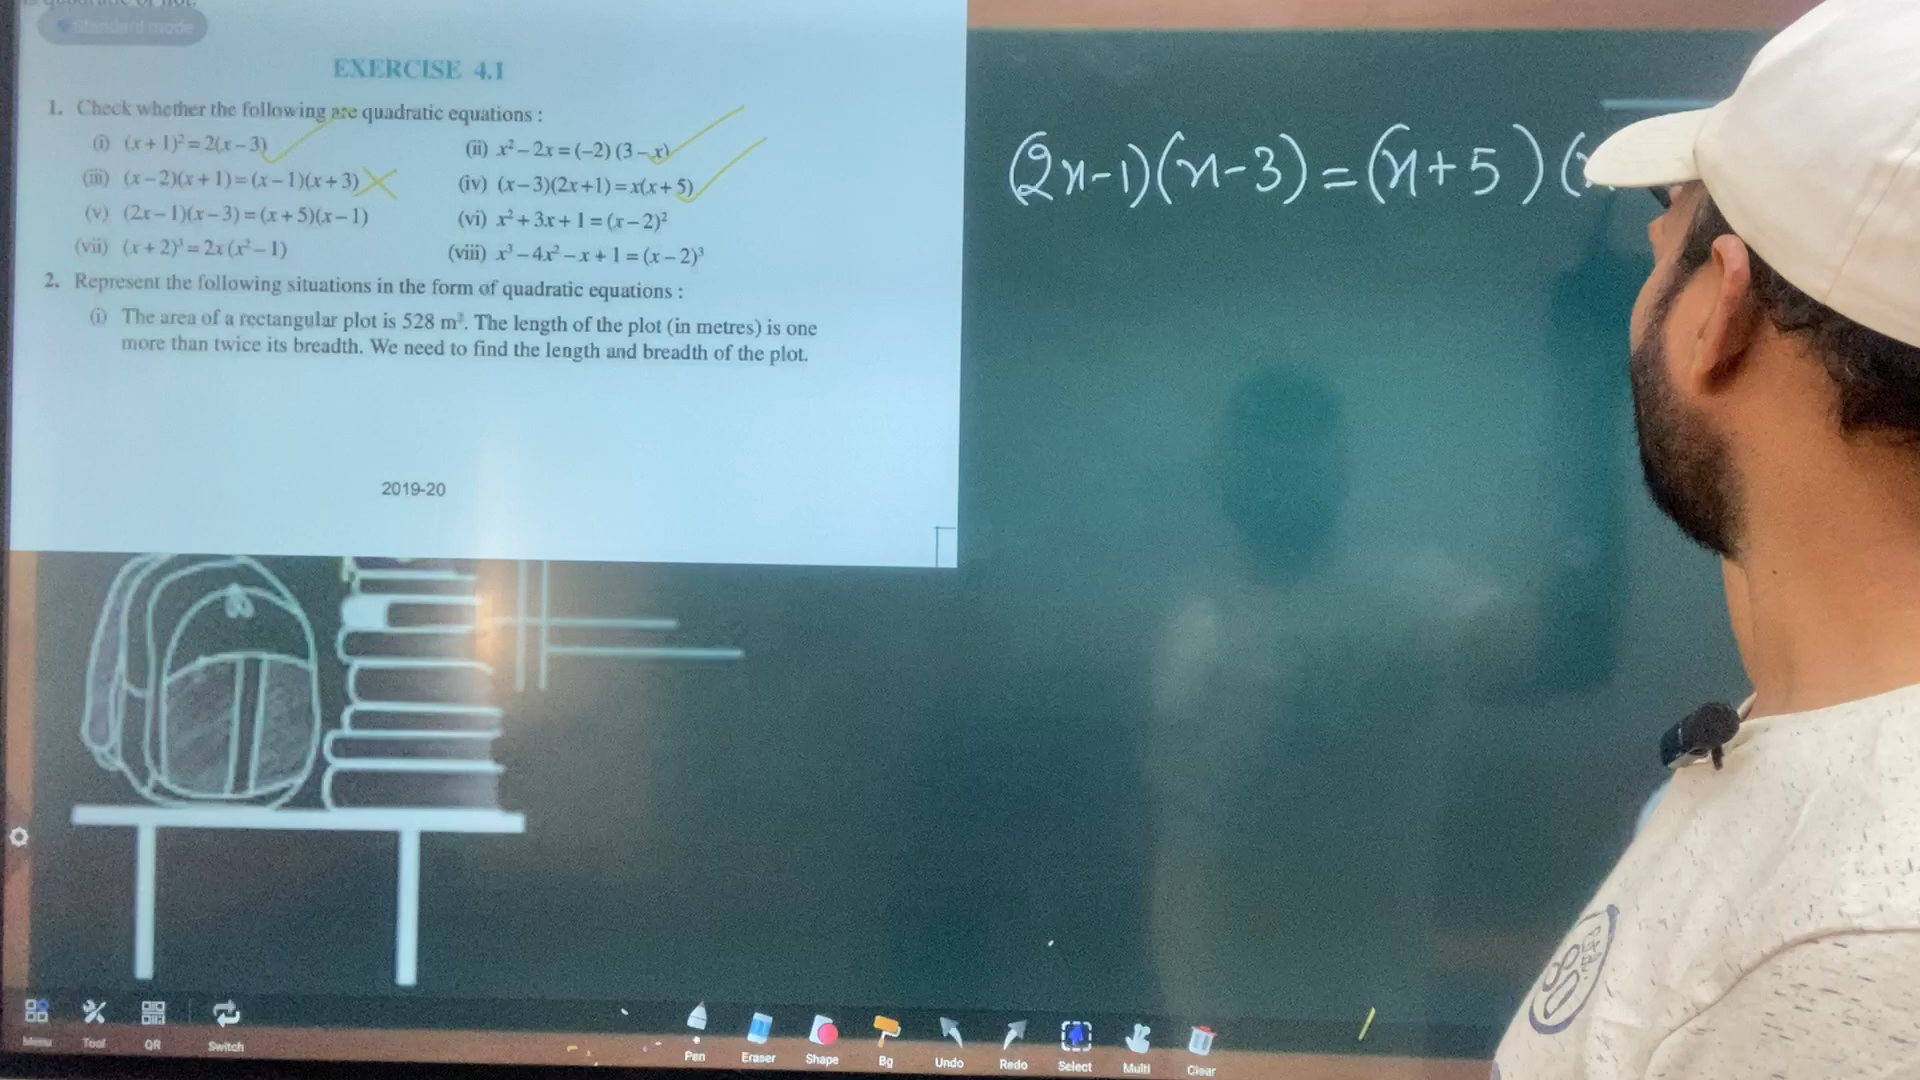 Standard mode
EXERCISE 4.1
1. Check whether the following are quadratic equations :
(i) (x + 1)² = 2(x – 3)
(ii) x² – 2x = (–2) (3 – x)
(iii) (x – 2)(x + 1) = (x – 1)(x + 3)
(iv) (x – 3)(2x + 1) = x(x + 5)
(v) (2x – 1)(x – 3) = (x + 5)(x – 1)
(vi) x² + 3x + 1 = (x – 2)²
(vii) (x + 2)³ = 2x (x² – 1)
(viii) x³ – 4x² – x + 1 = (x – 2)³
2. Represent the following situations in the form of quadratic equations :
(i) The area of a rectangular plot is 528 m². The length of the plot (in metres) is one
more than twice its breadth. We need to find the length and breadth of the plot.
2019-20
(2x-1)(x-3)=(x+5)(
Menu Tool QR Switch Pen Eraser Shape Bg Undo Redo Select Multi Clear